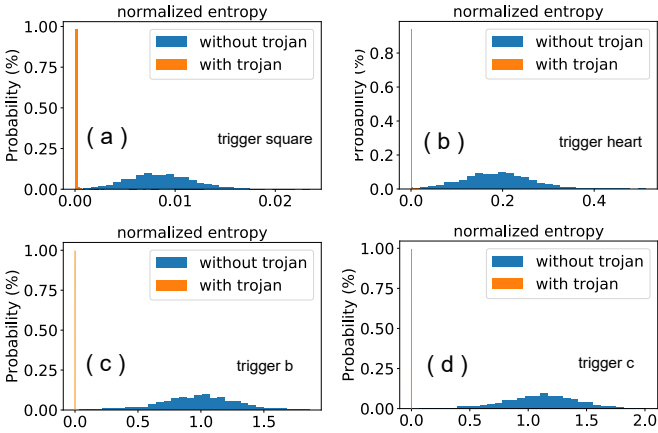 normalized entropy
1.00
0.75
0.50
0.25
0.00
Probability (%)
without trojan
with trojan
( a )
trigger square
0.00
0.01
0.02
normalized entropy
0.8
0.6
0.4
0.2
0.0
Probability (%)
without trojan
with trojan
( b )
trigger heart
0.0
0.2
0.4
normalized entropy
1.00
0.75
0.50
0.25
0.00
Probability (%)
without trojan
with trojan
( c )
trigger b
0.0
0.5
1.0
1.5
normalized entropy
1.00
0.75
0.50
0.25
0.00
Probability (%)
without trojan
with trojan
( d )
trigger c
0.0
0.5
1.0
1.5
2.0